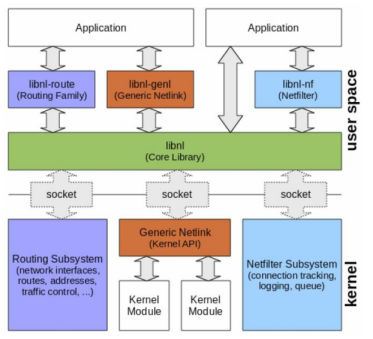 Application
Application
libnl-route
(Routing Family)
libnl-genl
(Generic Netlink)
libnl-nf
(Netfilter)
user space
libnl
(Core Library)
socket
socket
socket
Routing Subsystem
(network interfaces,
routes, addresses,
traffic control, ...)
Generic Netlink
(Kernel API)
Kernel
Module
Kernel
Module
Netfilter Subsystem
(connection tracking,
logging, queue)
kernel